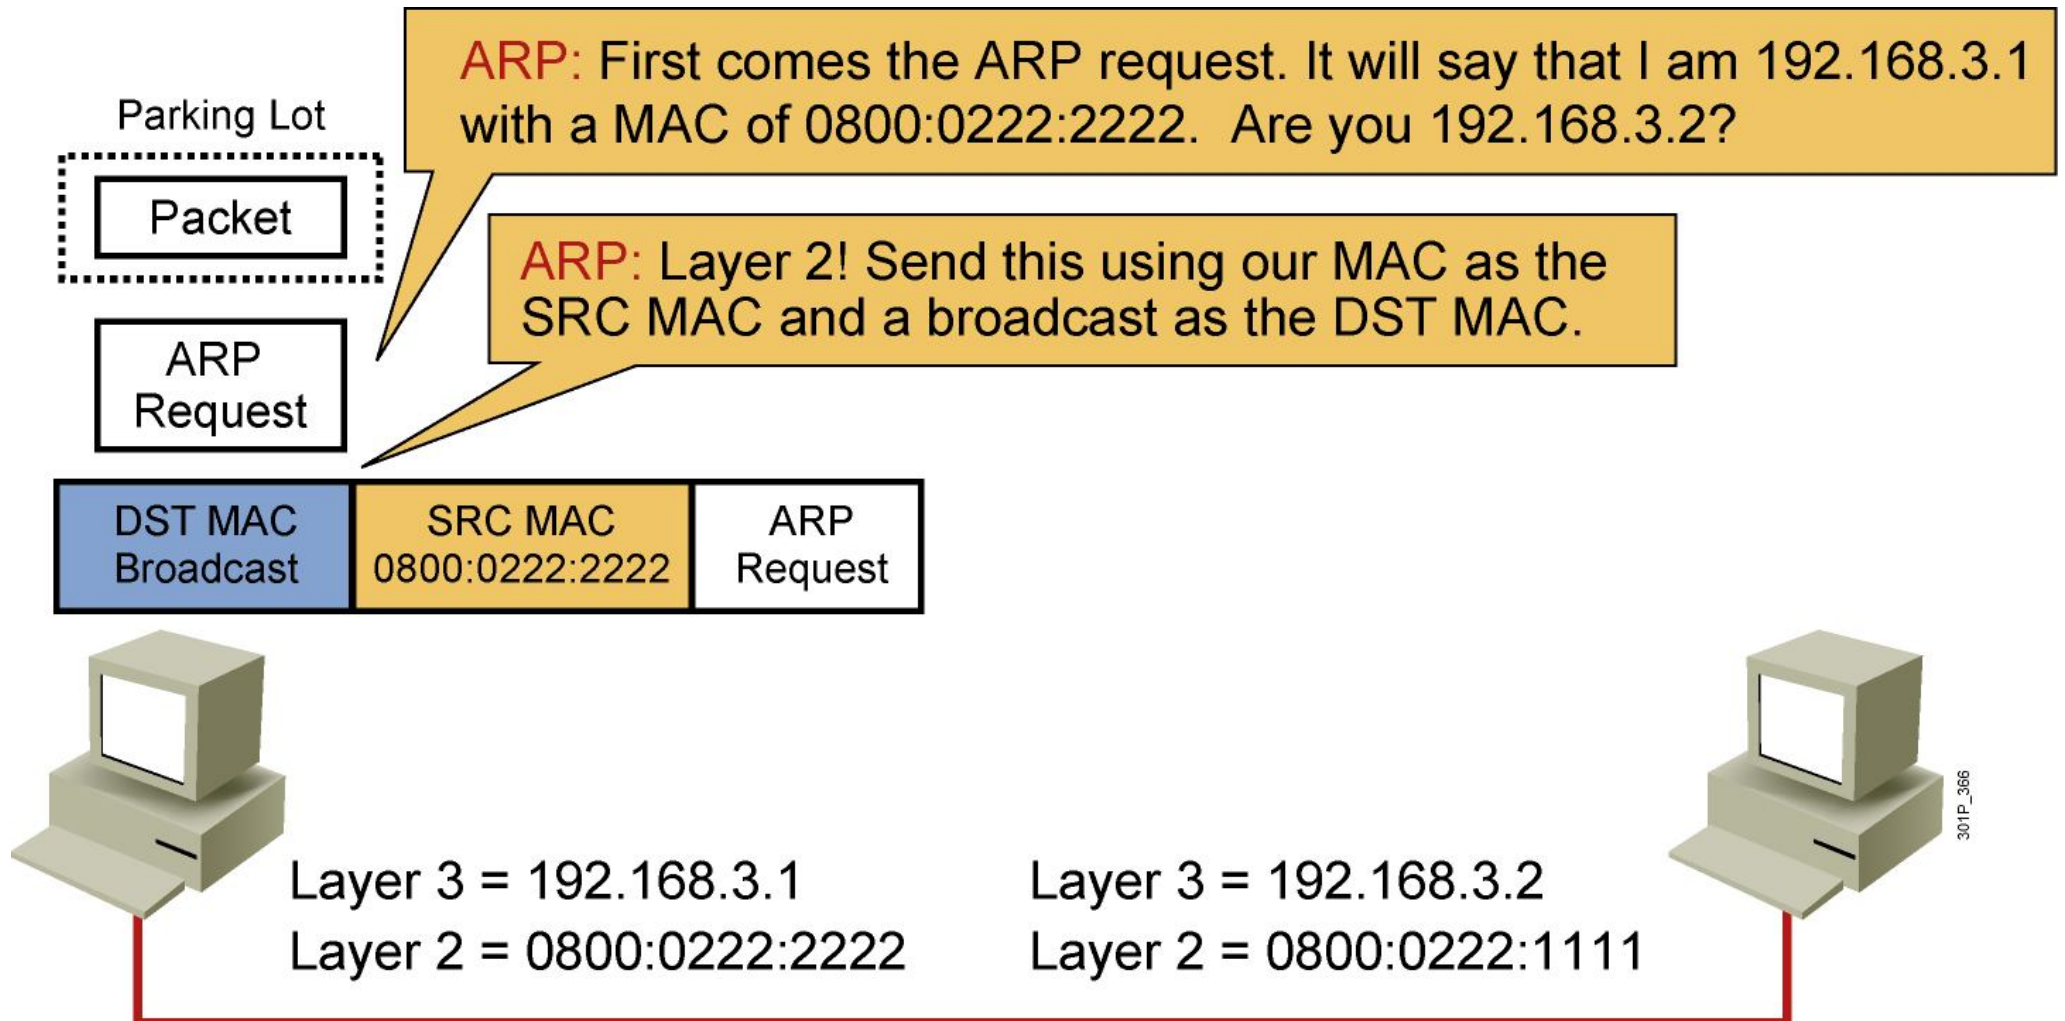 ARP: First comes the ARP request. It will say that I am 192.168.3.1
with a MAC of 0800:0222:2222.  Are you 192.168.3.2?
Parking Lot
Packet
ARP: Layer 2! Send this using our MAC as the
SRC MAC and a broadcast as the DST MAC.
ARP
Request
DST MAC
Broadcast
SRC MAC
0800:0222:2222
ARP
Request
301P_366
Layer 3 = 192.168.3.1
Layer 2 = 0800:0222:2222
Layer 3 = 192.168.3.2
Layer 2 = 0800:0222:1111